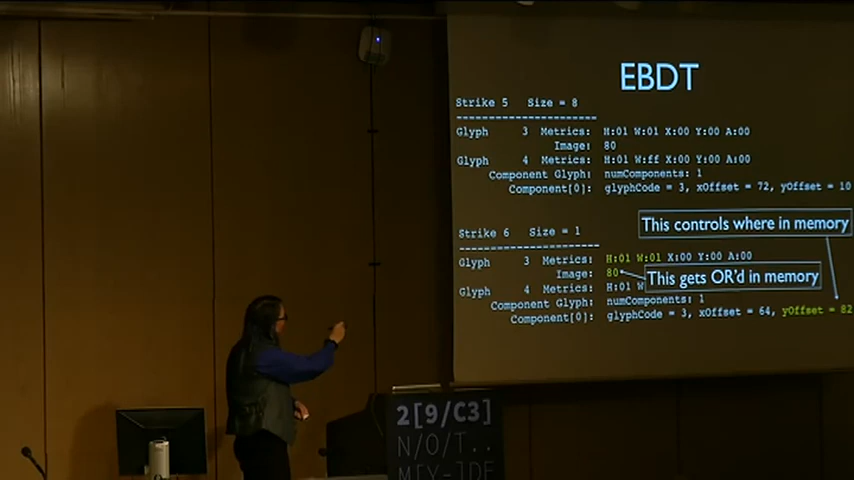 EBDT
Strike 5 Size = 8
Glyph 3 Metrics: H:01 W:01 X:00 Y:00 A:00
Image: 80
Glyph 4 Metrics: H:01 W:ff X:00 Y:00 A:00
Component Glyph: numComponents: 1
Component[0]: glyphCode = 3, xOffset = 72, yOffset = 10
This controls where in memory
Strike 6 Size = 1
Glyph 3 Metrics: H:01 W:01 X:00 Y:00 A:00
Image: 80
This gets OR'd in memory
Glyph 4 Metrics: H:01 W
Component Glyph: numComponents: 1
Component[0]: glyphCode = 3, xOffset = 64, yOffset = 82
2[9/C3]
N/O/T..